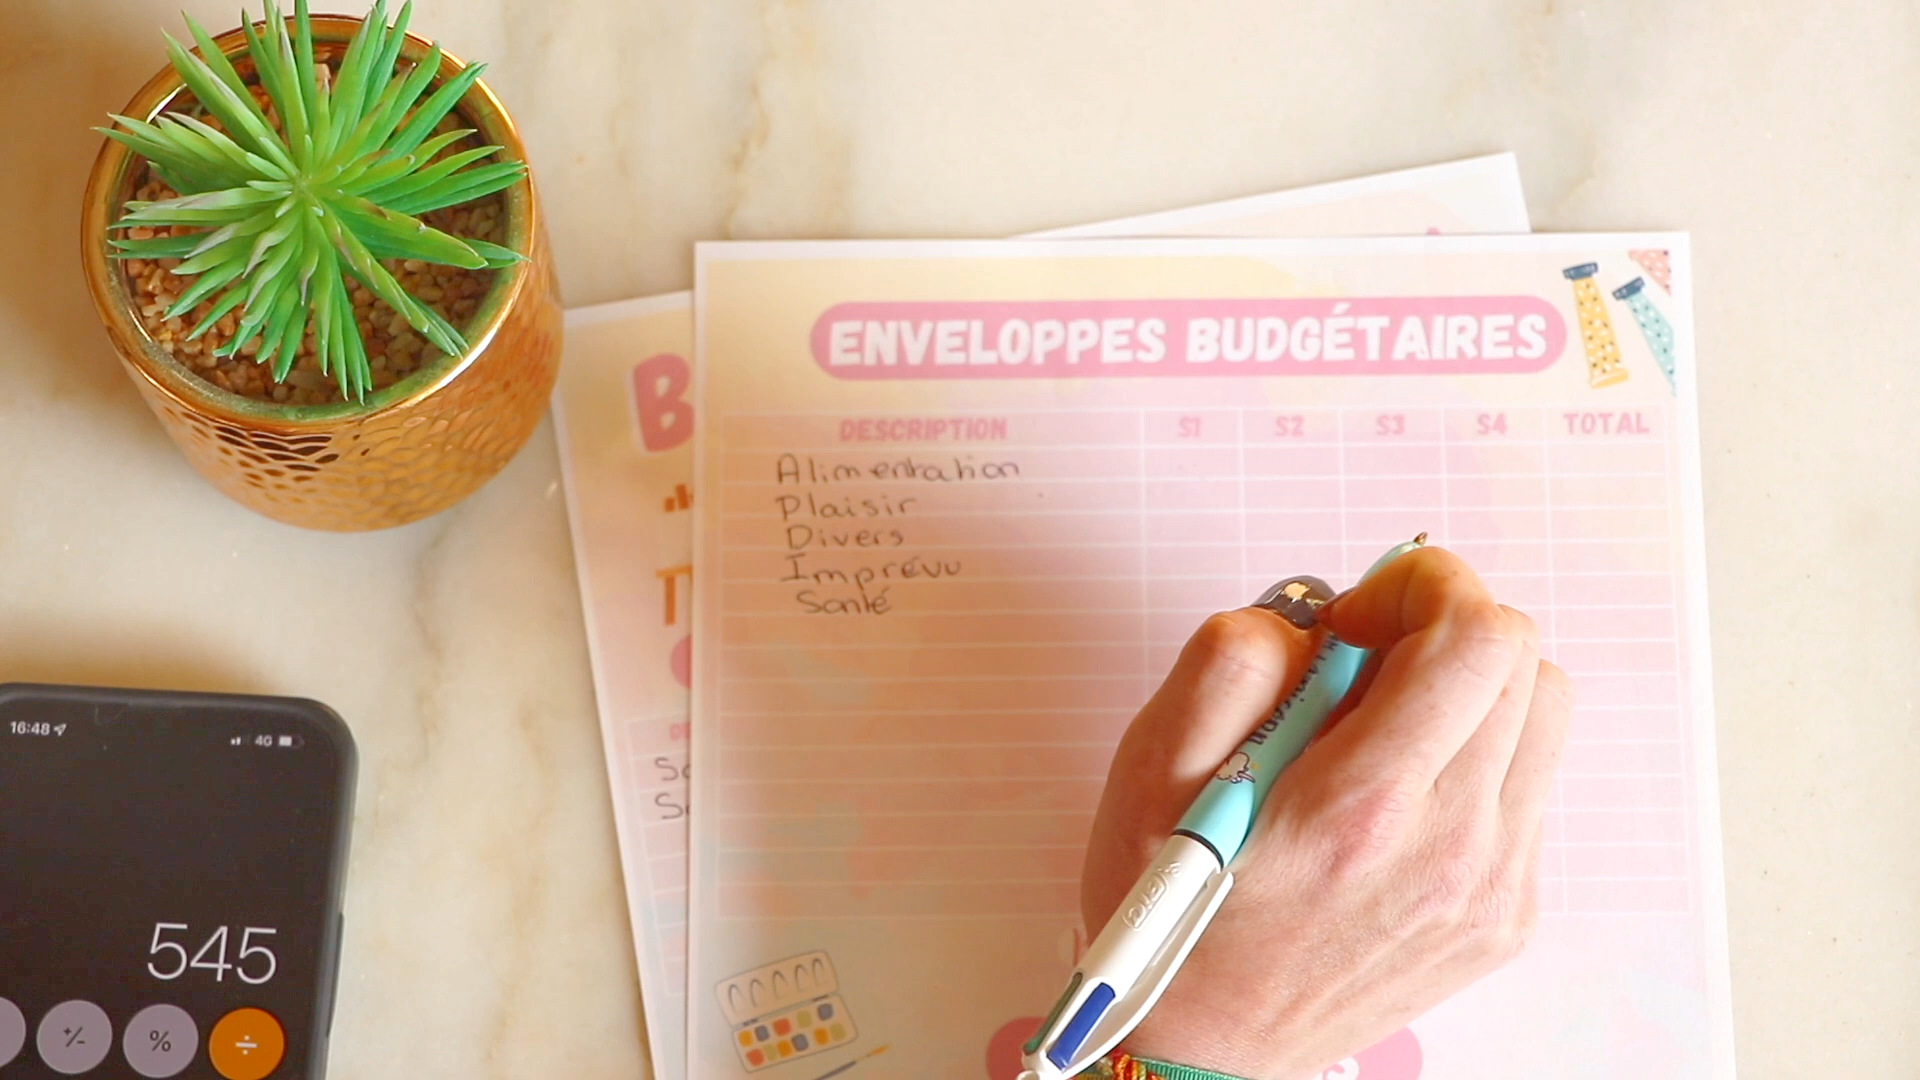 ENVELOPPES BUDGÉTAIRES
DESCRIPTION S1 S2 S3 S4 TOTAL
Alimentation
Plaisir
Divers
Imprévu
Santé
B
16:48 4G
545
+/- % ÷
BIC